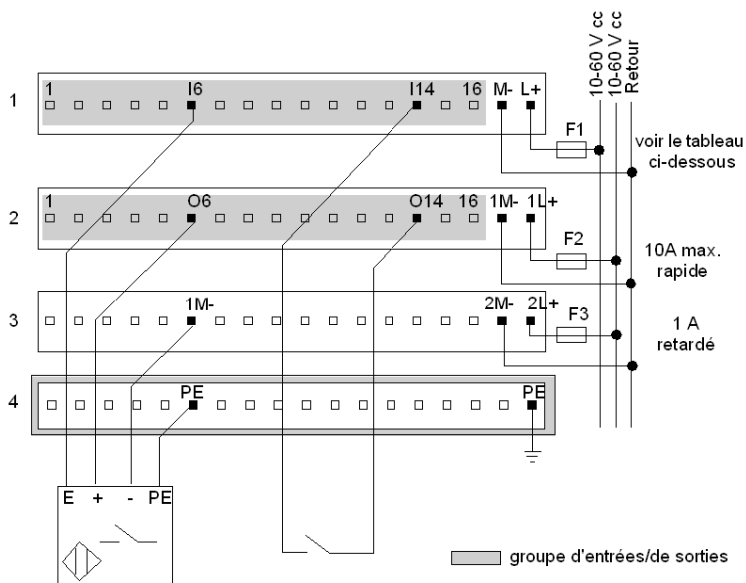 10-60 V cc
10-60 V cc
Retour
1
1 I6 I14 16 M- L+
F1
voir le tableau
ci-dessous
2
1 O6 O14 16 1M- 1L+
F2
10A max.
rapide
3
1M- 2M- 2L+
F3
1 A
retardé
4
PE PE
E + - PE
groupe d'entrées/de sorties